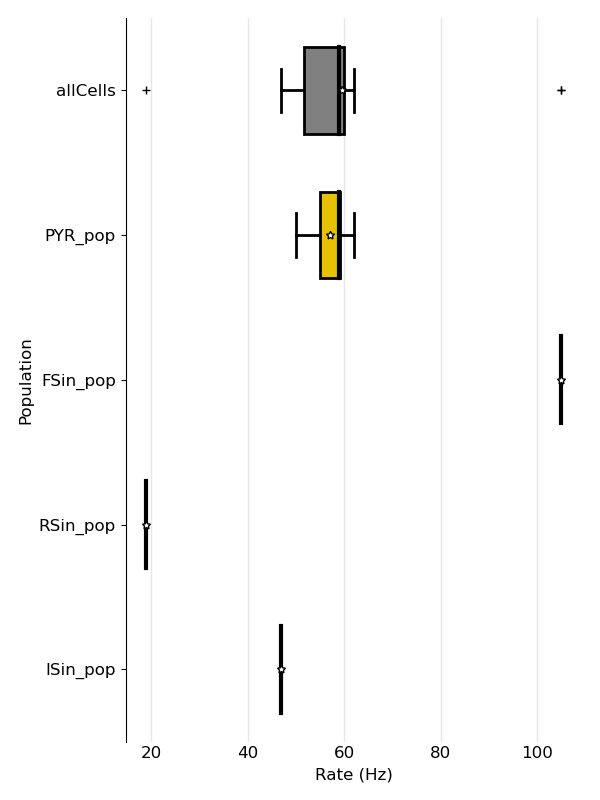 allCells
PYR_pop
FSin_pop
RSin_pop
ISin_pop
Population
20 40 60 80 100
Rate (Hz)